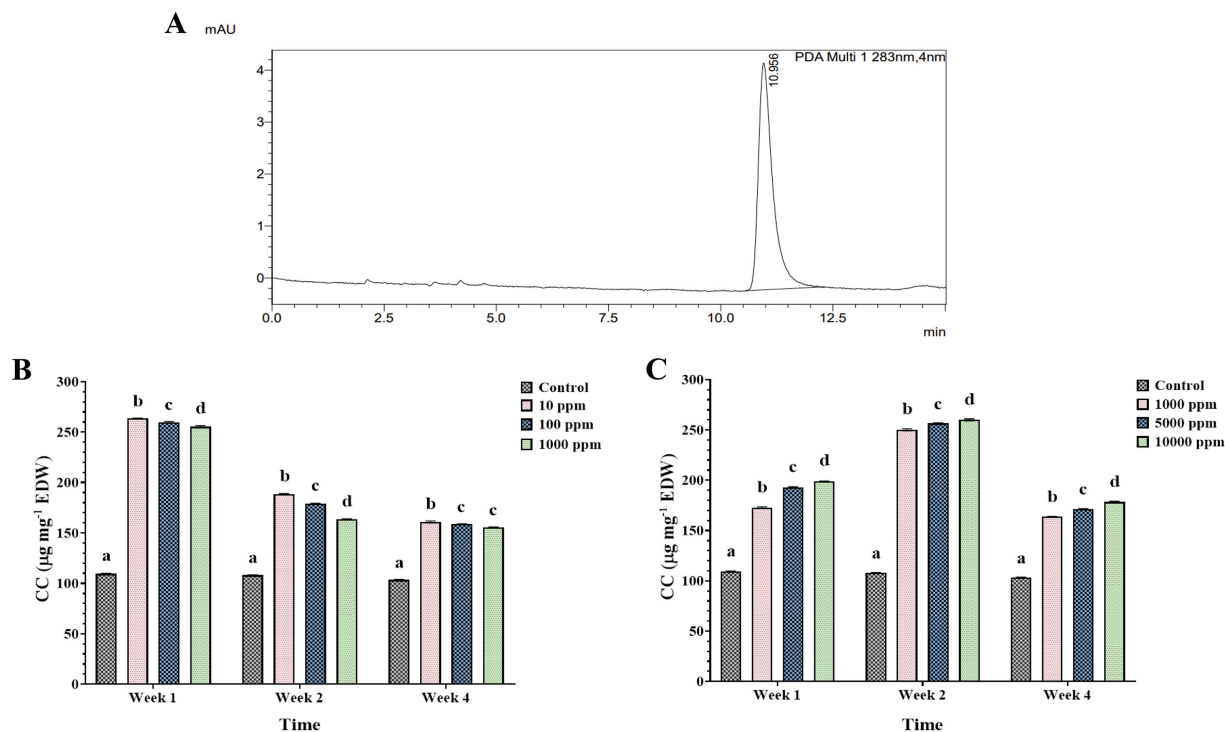 A
mAU
PDA Multi 1 283nm,4nm
10.956
4
3
2
1
0
0.0 2.5 5.0 7.5 10.0 12.5
min
B
CC (µg mg⁻¹ EDW)
300
250
200
150
100
50
0
a b c d
a b c d
a b c c
Control
10 ppm
100 ppm
1000 ppm
Week 1 Week 2 Week 4
Time
C
CC (µg mg⁻¹ EDW)
300
250
200
150
100
50
0
a b c d
a b c d
a b c d
Control
1000 ppm
5000 ppm
10000 ppm
Week 1 Week 2 Week 4
Time